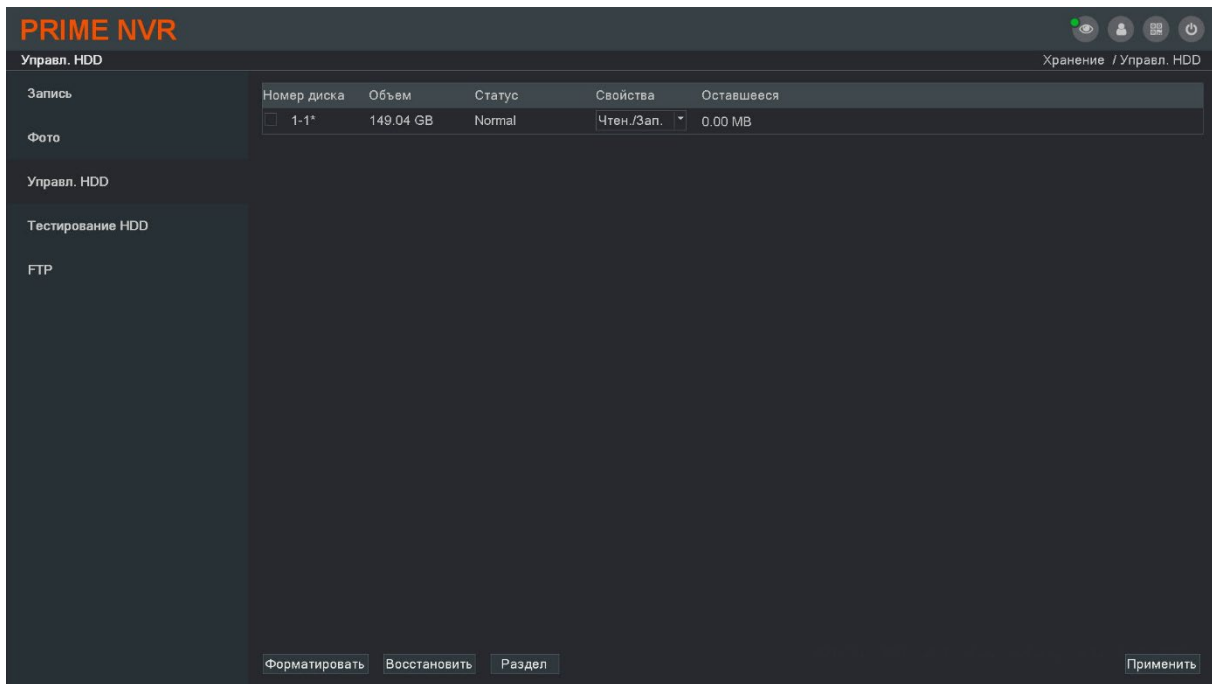 PRIME NVR
Управл. HDD
Хранение / Управл. HDD
Запись
Фото
Управл. HDD
Тестирование HDD
FTP
Номер диска Объем Статус Свойства Оставшееся
1-1* 149.04 GB Normal Чтен./Зап. 0.00 MB
Форматировать Восстановить Раздел Применить